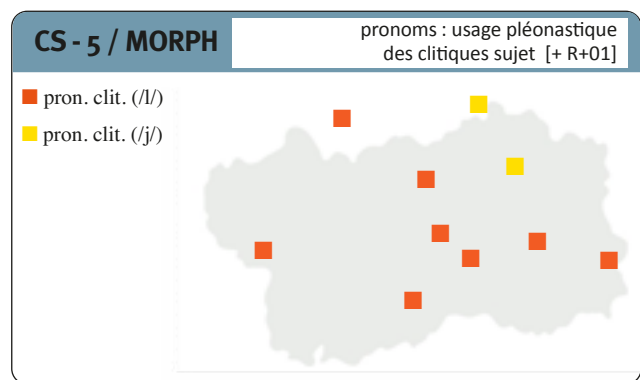 CS - 5 / MORPH
pronoms : usage pléonastique
des clitiques sujet [+ R+01]
pron. clit. (/l/)
pron. clit. (/j/)